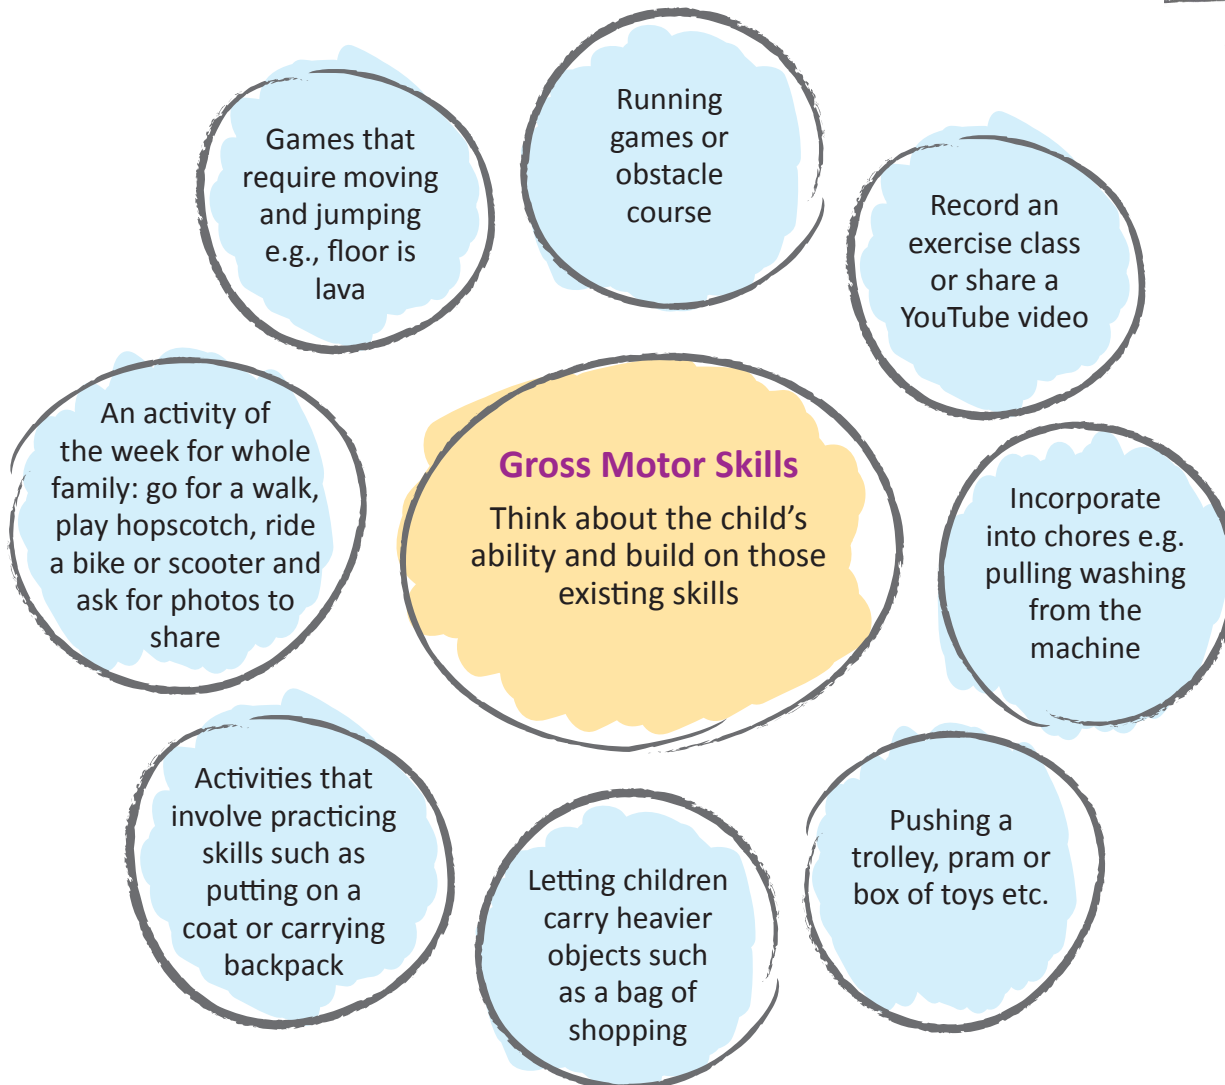 Running
games or
obstacle
course
Games that
require moving
and jumping
e.g., floor is
lava
Record an
exercise class
or share a
YouTube video
An activity of
the week for whole
family: go for a walk,
play hopscotch, ride
a bike or scooter and
ask for photos to
share
Gross Motor Skills
Think about the child’s
ability and build on those
existing skills
Incorporate
into chores e.g.
pulling washing
from the
machine
Activities that
involve practicing
skills such as
putting on a
coat or carrying
backpack
Letting children
carry heavier
objects such
as a bag of
shopping
Pushing a
trolley, pram or
box of toys etc.